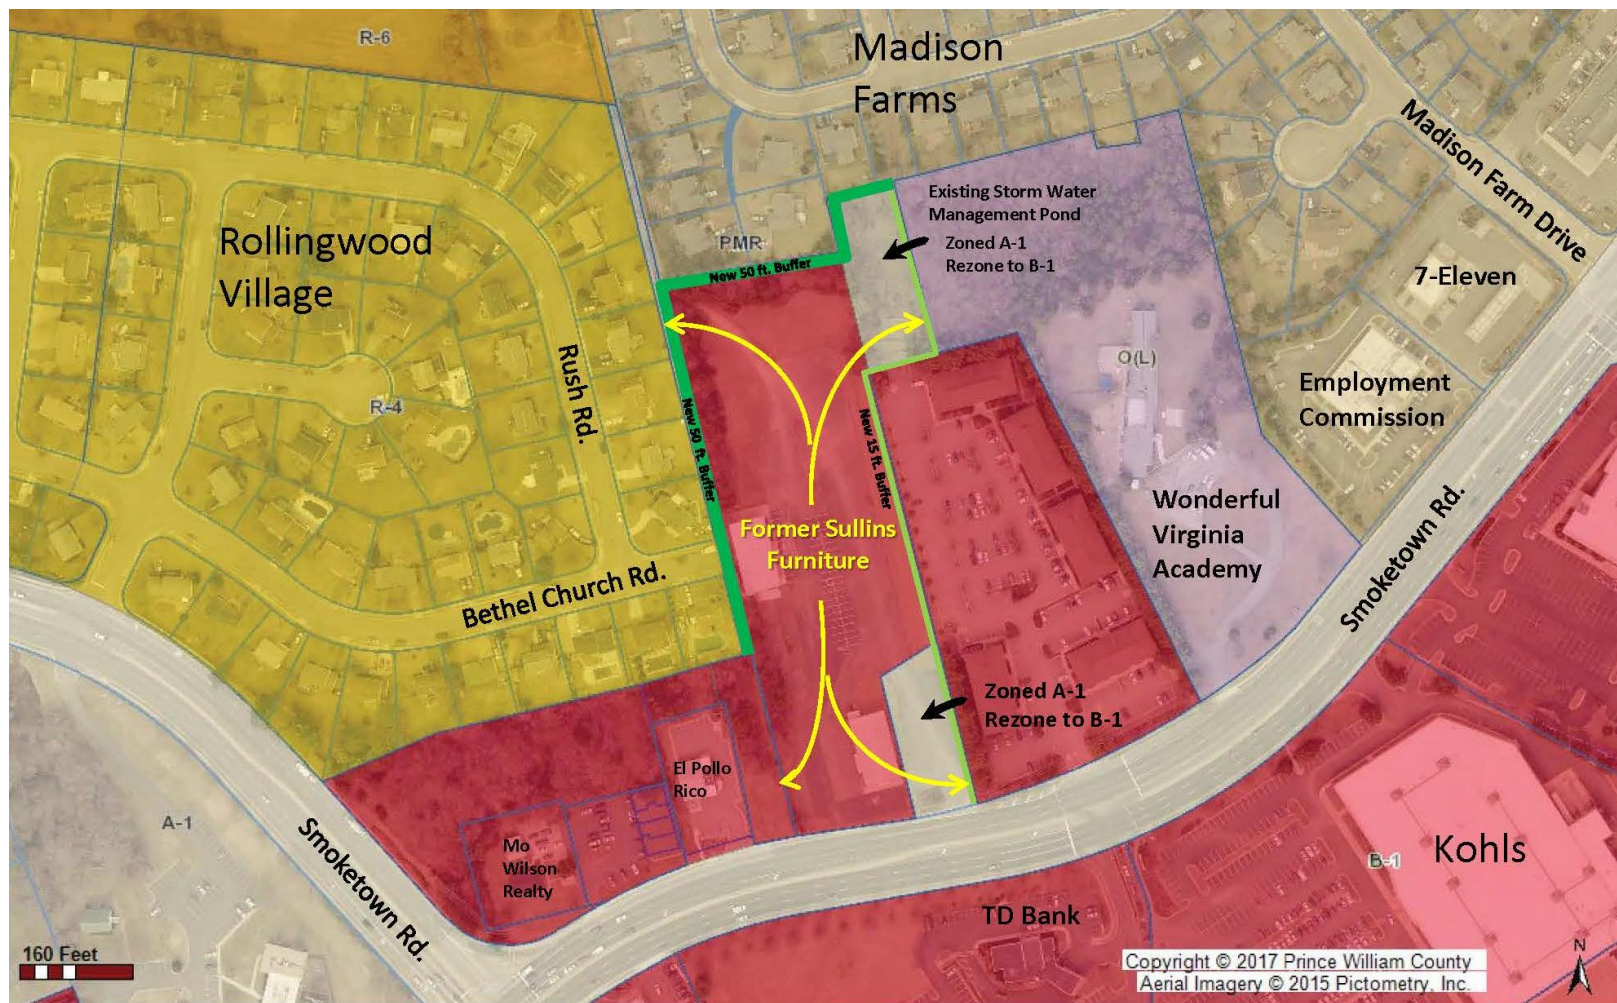 R-6
Madison
Farms
Madison Farm Drive
Existing Storm Water
Management Pond
Zoned A-1
Rezone to B-1
Rollingwood
Village
PMR
New 50 ft. Buffer
7-Eleven
O(L)
Rush Rd.
Employment
Commission
R-4
New 50 ft. Buffer
New 15 ft. Buffer
Wonderful
Virginia
Academy
Former Sullins
Furniture
Smoketown Rd.
Bethel Church Rd.
Zoned A-1
Rezone to B-1
El Pollo
Rico
A-1
Smoketown Rd.
Mo
Wilson
Realty
Kohls
B-1
TD Bank
160 Feet
N
Copyright © 2017 Prince William County
Aerial Imagery © 2015 Pictometry, Inc.